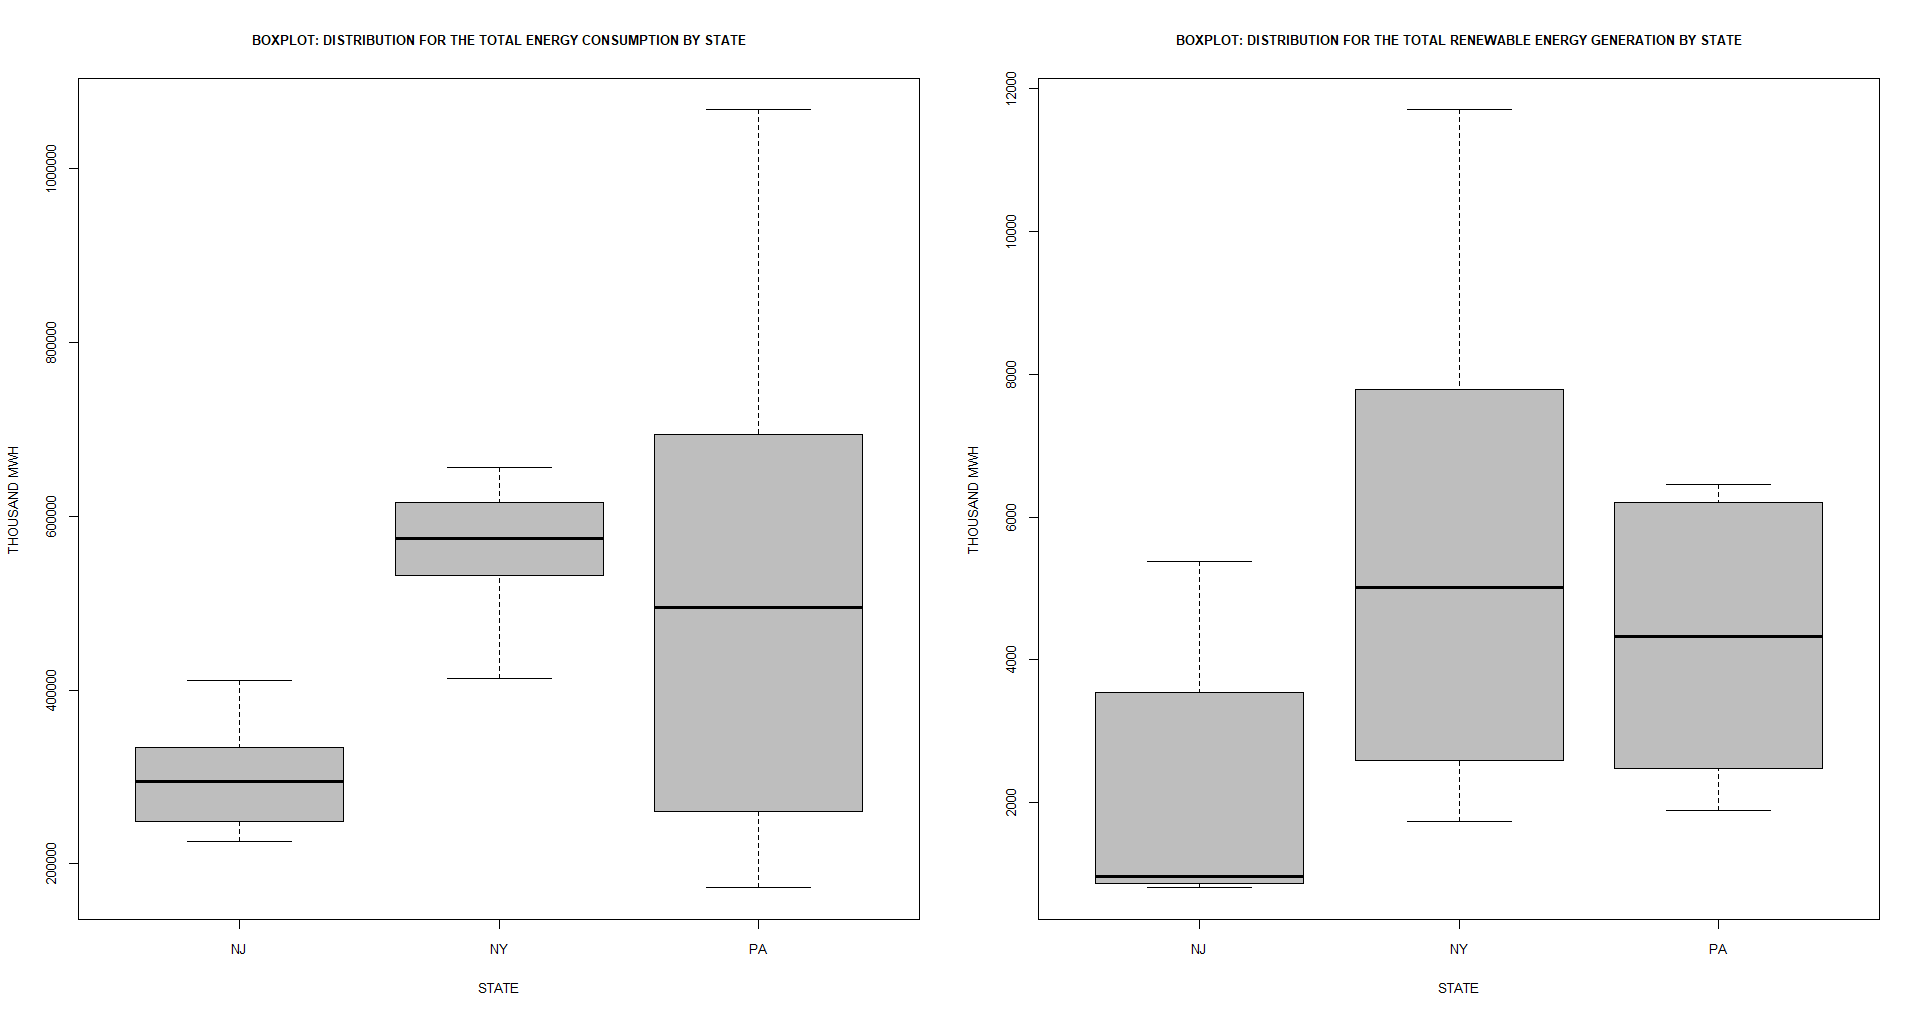 BOXPLOT: DISTRIBUTION FOR THE TOTAL ENERGY CONSUMPTION BY STATE
THOUSAND MWH
1000000
800000
600000
400000
200000
NJ NY PA
STATE
BOXPLOT: DISTRIBUTION FOR THE TOTAL RENEWABLE ENERGY GENERATION BY STATE
THOUSAND MWH
12000
10000
8000
6000
4000
2000
NJ NY PA
STATE